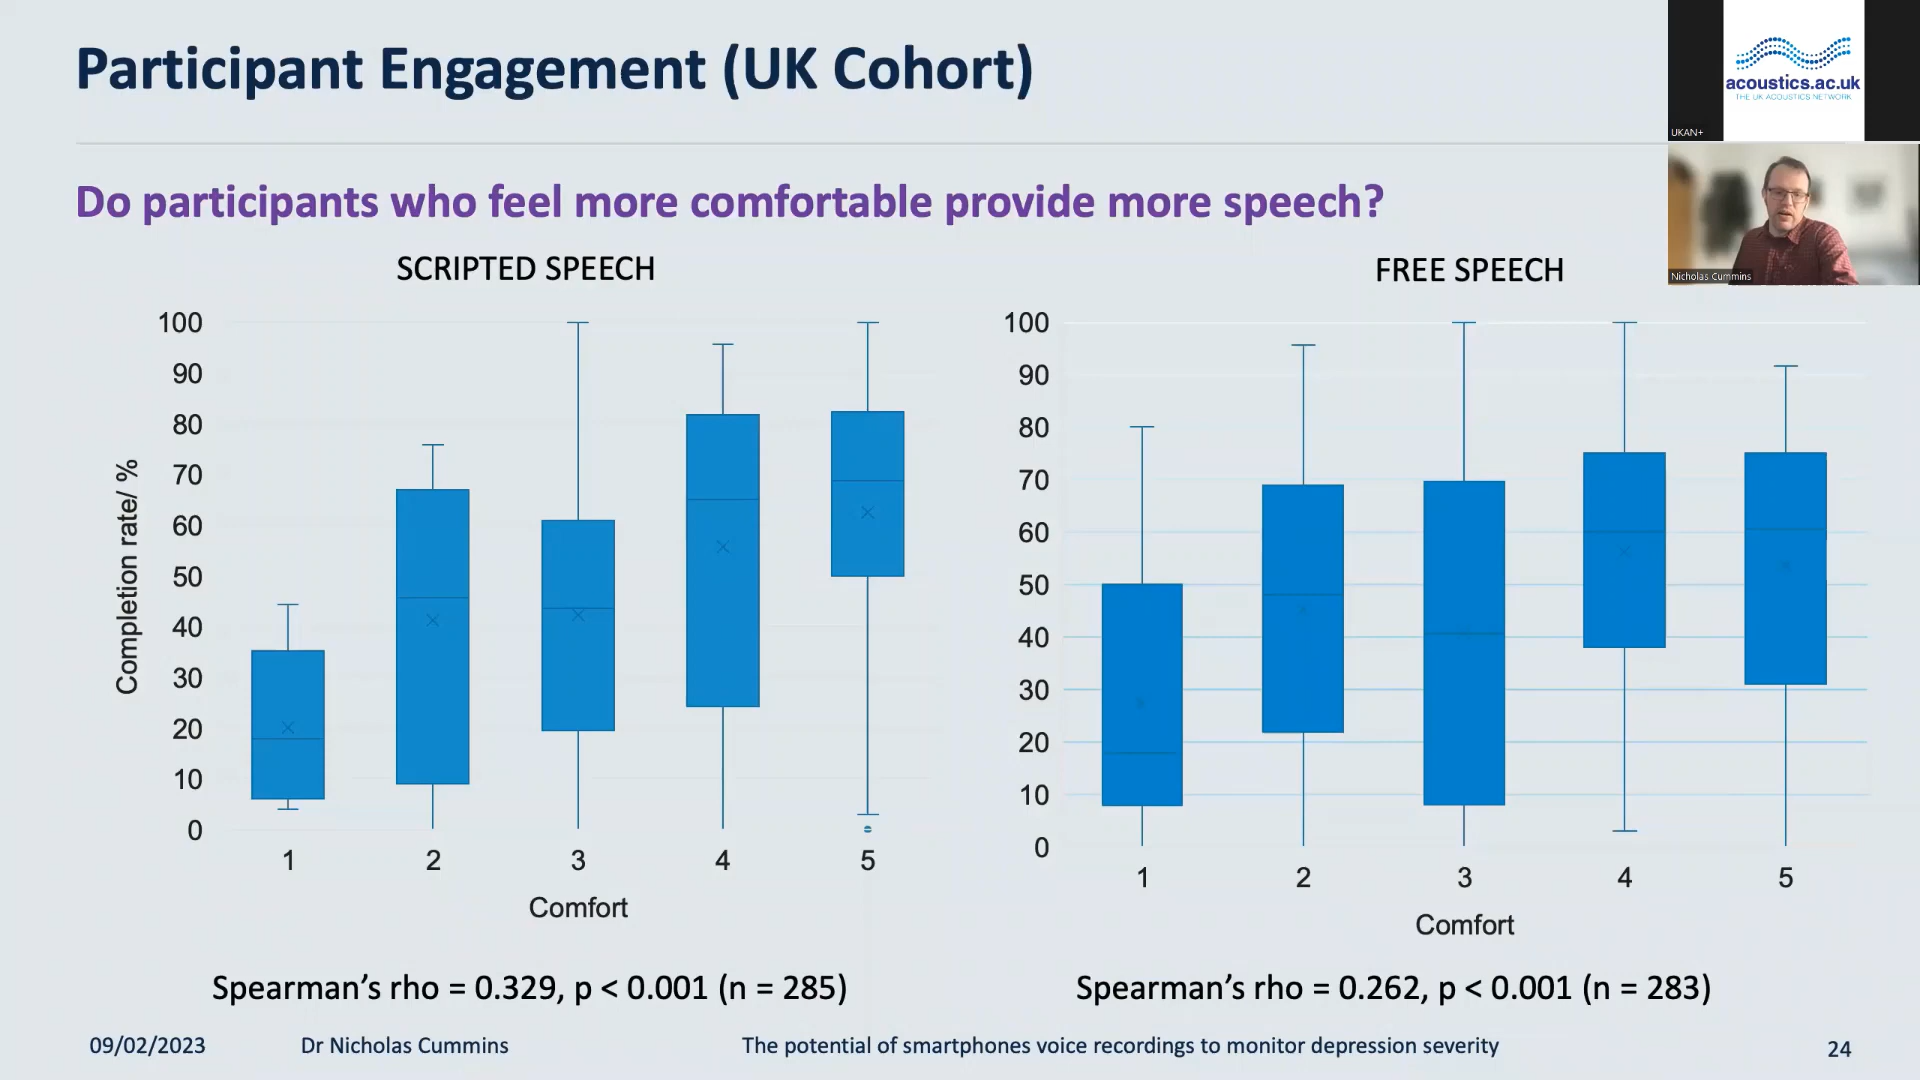 Participant Engagement (UK Cohort)
acoustics.ac.uk
THE UK ACOUSTICS NETWORK
UKAN+
Do participants who feel more comfortable provide more speech?
Nicholas Cummins
SCRIPTED SPEECH
100
90
80
70
60
50
40
30
20
10
0
Completion rate/ %
1 2 3 4 5
Comfort
Spearman’s rho = 0.329, p < 0.001 (n = 285)
FREE SPEECH
100
90
80
70
60
50
40
30
20
10
0
1 2 3 4 5
Comfort
Spearman’s rho = 0.262, p < 0.001 (n = 283)
09/02/2023 Dr Nicholas Cummins The potential of smartphones voice recordings to monitor depression severity 24